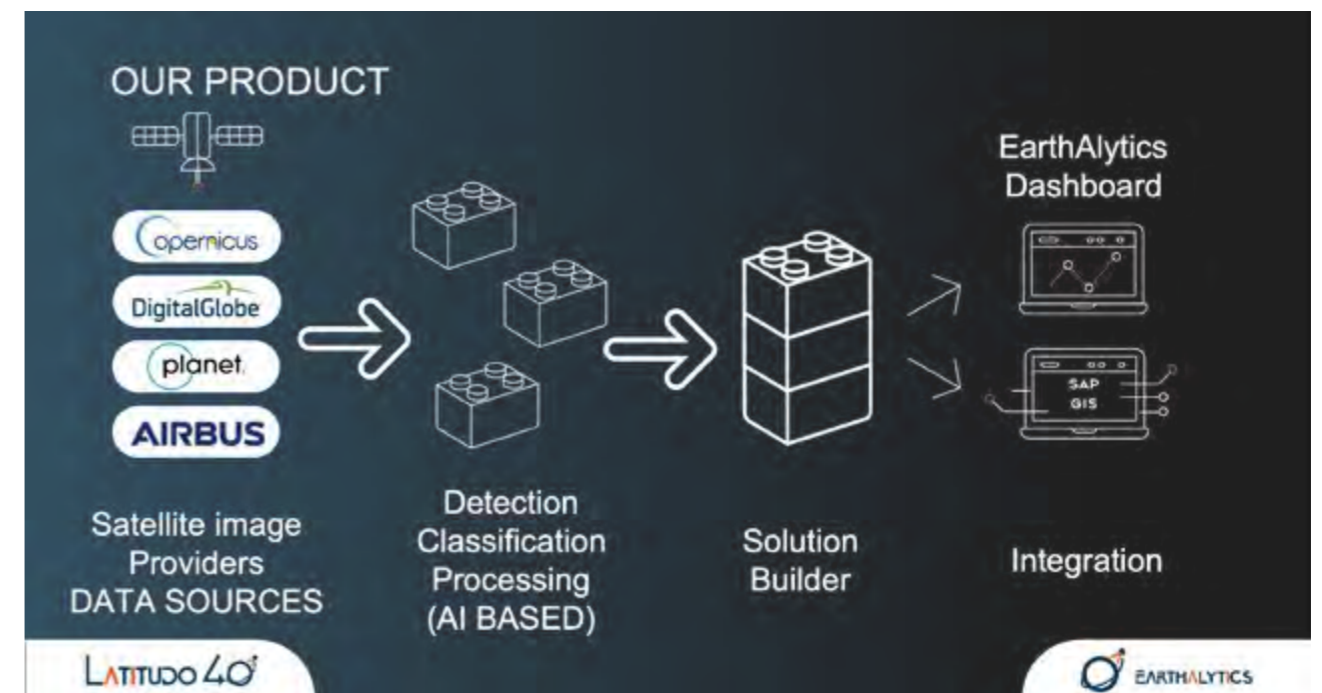 OUR PRODUCT
Copernicus
DigitalGlobe
planet.
AIRBUS
Satellite image
Providers
DATA SOURCES
Detection
Classification
Processing
(AI BASED)
Solution
Builder
EarthAlytics
Dashboard
SAP
GIS
Integration
LATITUDO 40
EARTHALYTICS